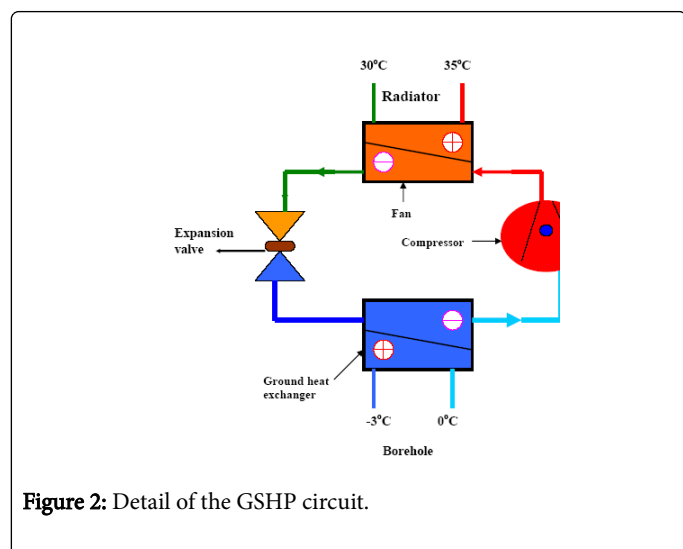 30°C 35°C
Radiator
Fan
Expansion
valve
Compressor
Ground heat
exchanger
-3°C 0°C
Borehole
Figure 2: Detail of the GSHP circuit.